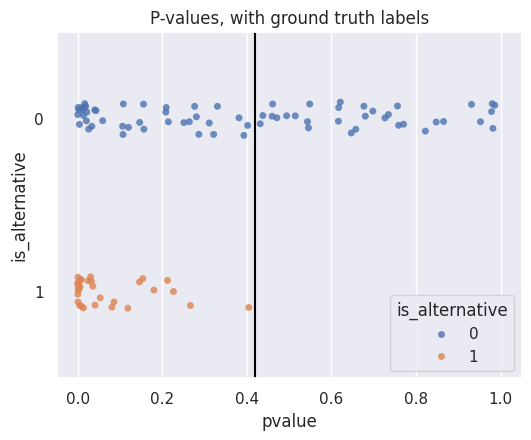 P-values, with ground truth labels
is_alternative
0
1
is_alternative
0
1
0.0 0.2 0.4 0.6 0.8 1.0
pvalue